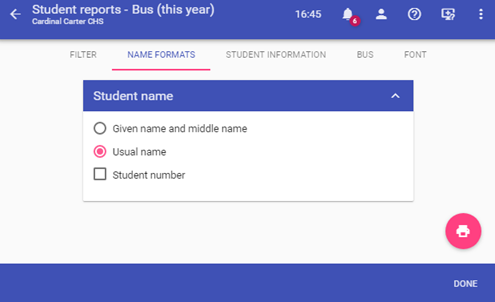 Student reports - Bus (this year)
Cardinal Carter CHS
16:45
6
FILTER
NAME FORMATS
STUDENT INFORMATION
BUS
FONT
Student name
Given name and middle name
Usual name
Student number
DONE